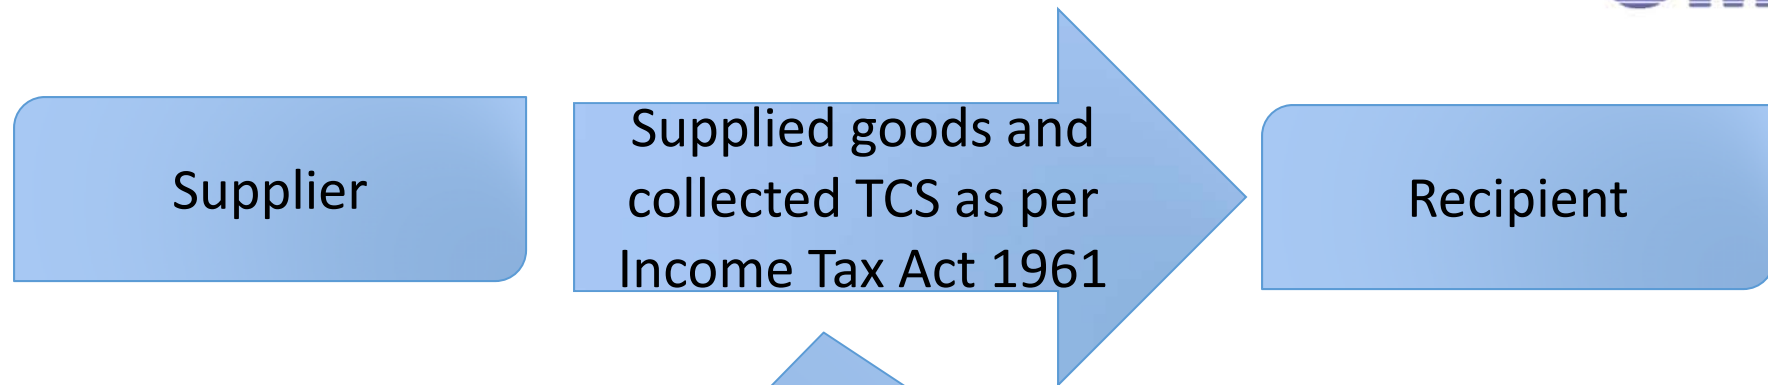 Supplier
Supplied goods and
collected TCS as per
Income Tax Act 1961
Recipient